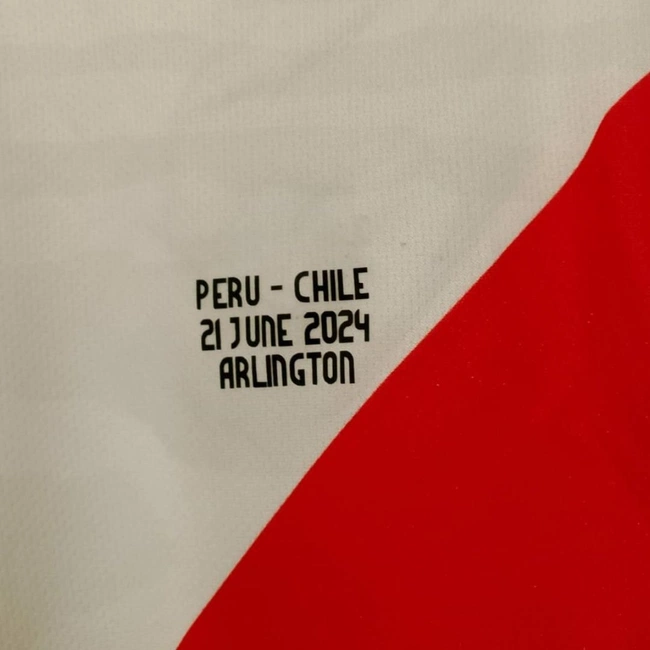 PERU - CHILE
21 JUNE 2024
ARLINGTON